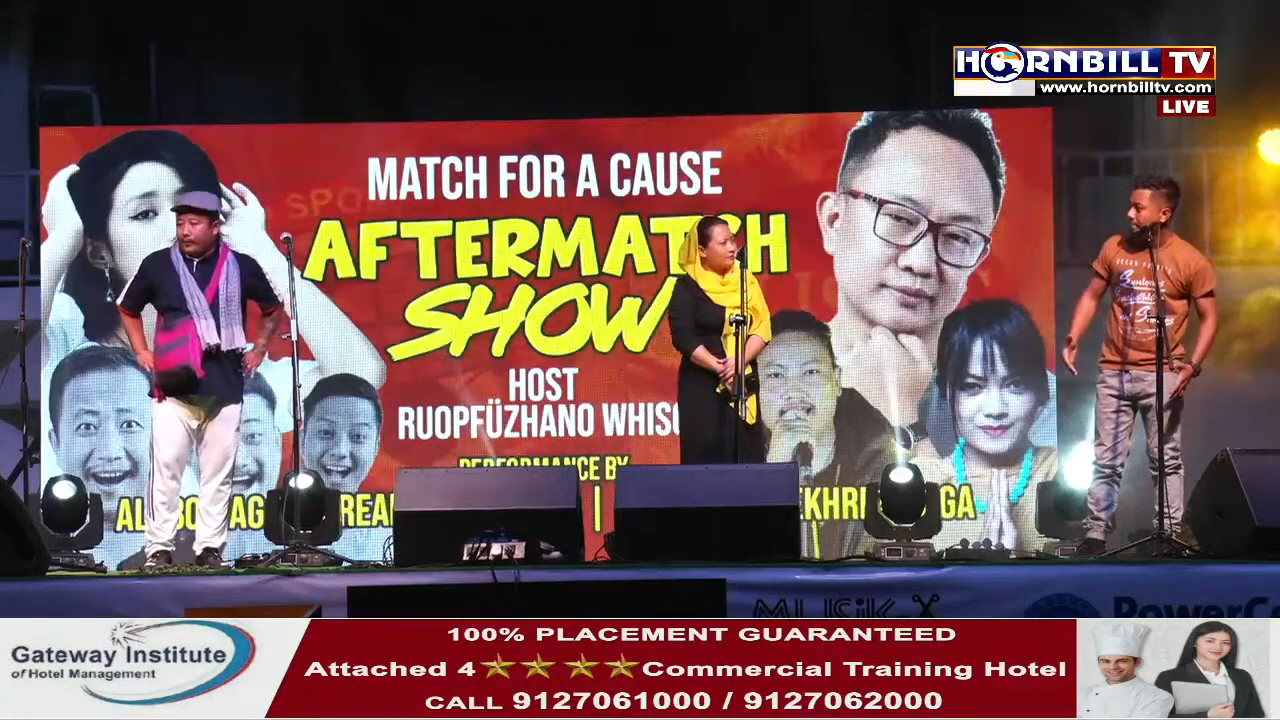 HORNBILL TV
www.hornbilltv.com
LIVE
MATCH FOR A CAUSE
AFTERMATCH
SHOW
HOST
RUOPFÜZHANO
PERFORMANCE BY
MUSIK-X
Gateway Institute
of Hotel Management
100% PLACEMENT GUARANTEED
Attached 4 Commercial Training Hotel
CALL 9127061000 / 9127062000